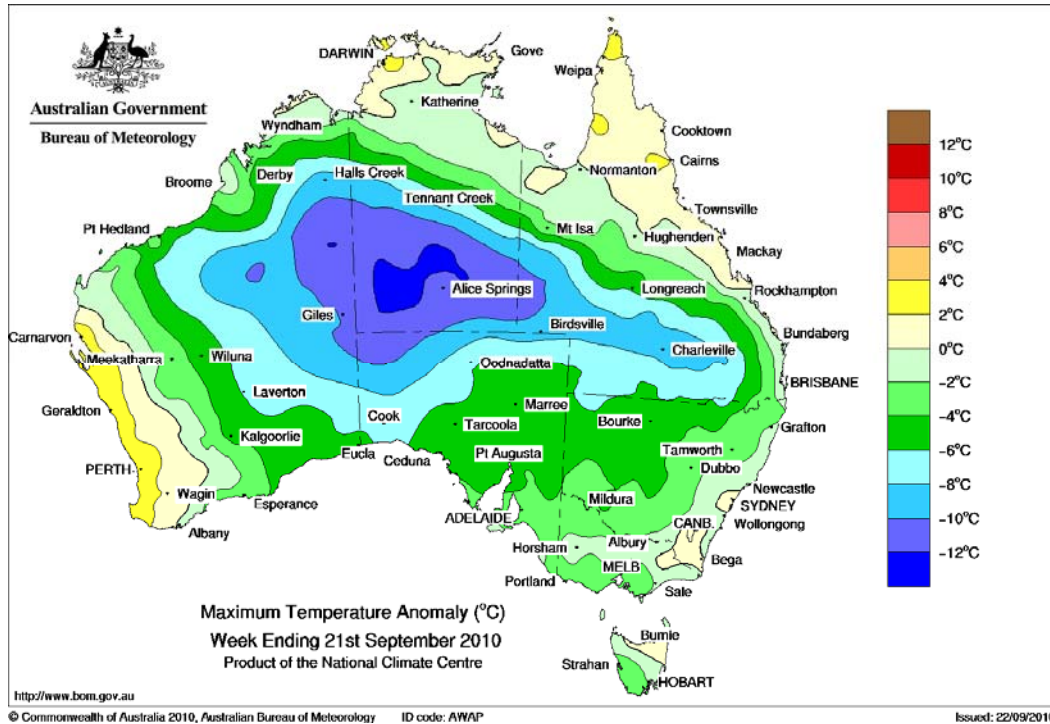 Australian Government
Bureau of Meteorology
DARWIN
Gove
Weipa
Katherine
Wyndham
Cooktown
Cairns
Derby
Halls Creek
Normanton
Broome
Tennant Creek
Townsville
Mt Isa
Pt Hedland
Hughenden
Mackay
Alice Springs
Longreach
Rockhampton
Giles
Birdsville
Bundaberg
Carnarvon
Meekatharra
Wiluna
Oodnadatta
Charleville
BRISBANE
Laverton
Geraldton
Marree
Cook
Tarcoola
Bourke
Grafton
Kalgoorlie
Eucla
Ceduna
Pt Augusta
Tamworth
Dubbo
PERTH
Wagin
Esperance
Mildura
Newcastle
SYDNEY
ADELAIDE
CANB.
Wollongong
Albany
Horsham
Albury
Bega
MELB
Portland
Sale
Burnie
Strahan
HOBART
12°C
10°C
8°C
6°C
4°C
2°C
0°C
-2°C
-4°C
-6°C
-8°C
-10°C
-12°C
Maximum Temperature Anomaly (°C)
Week Ending 21st September 2010
Product of the National Climate Centre
http://www.bom.gov.au
© Commonwealth of Australia 2010, Australian Bureau of Meteorology ID code: AWAP Issued: 22/09/2010